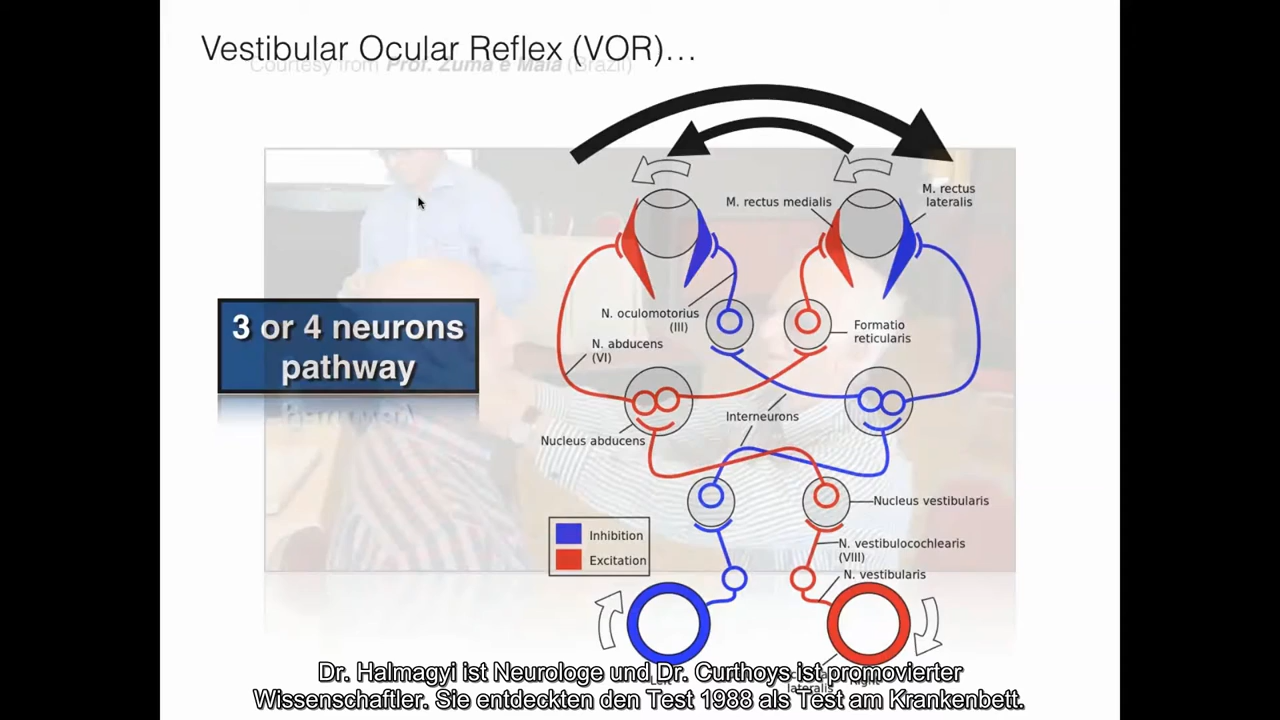 Vestibular Ocular Reflex (VOR)...
Courtesy from Prof. Zuma e Maia (Brazil)
M. rectus
lateralis
M. rectus medialis
3 or 4 neurons
pathway
N. oculomotorius
(III)
Formatio
reticularis
N. abducens
(VI)
Interneurons
Nucleus abducens
Nucleus vestibularis
Inhibition
Excitation
N. vestibulocochlearis
(VIII)
N. vestibularis
Dr. Halmagyi ist Neurologe und Dr. Curthoys ist promovierter
Wissenschaftler. Sie entdeckten den Test 1988 als Test am Krankenbett.
lateralis